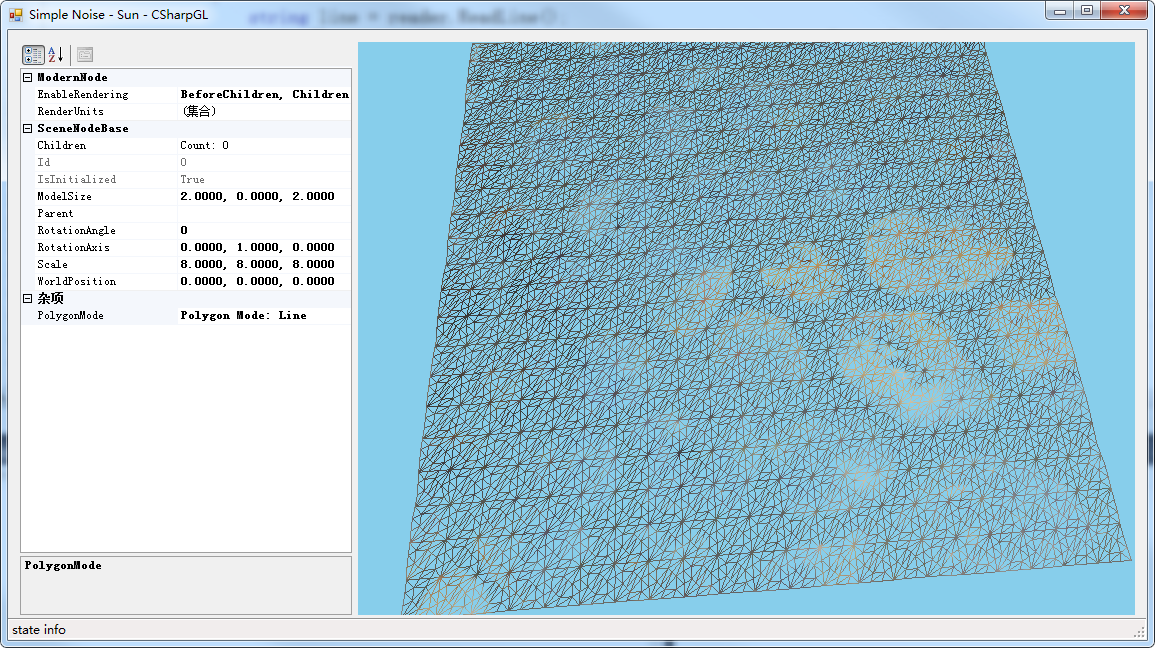 Simple Noise - Sun - CSharpGL
string line = reader.ReadLine();
ModernNode
EnableRendering BeforeChildren, Children
RenderUnits (集合)
SceneNodeBase
Children Count: 0
Id 0
IsInitialized True
ModelSize 2.0000, 0.0000, 2.0000
Parent
RotationAngle 0
RotationAxis 0.0000, 1.0000, 0.0000
Scale 8.0000, 8.0000, 8.0000
WorldPosition 0.0000, 0.0000, 0.0000
杂项
PolygonMode Polygon Mode: Line
PolygonMode
state info